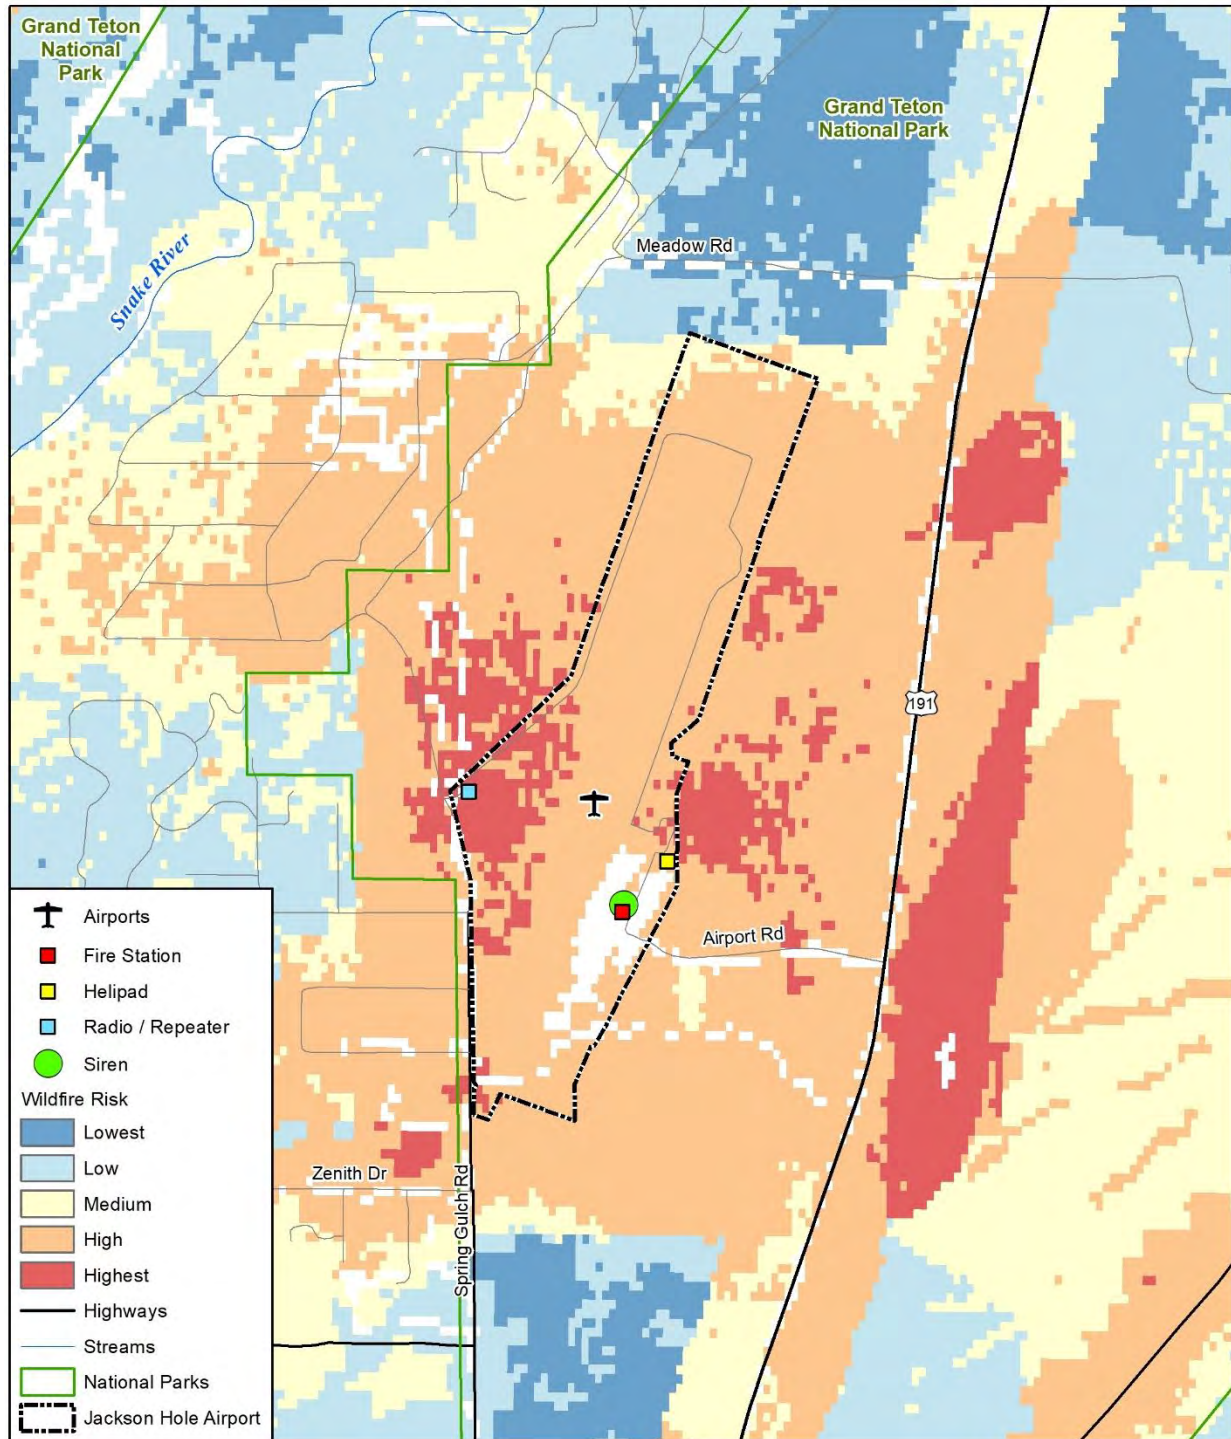 Grand Teton
National
Park
Grand Teton
National Park
Snake River
Meadow Rd
191
Airport Rd
Zenith Dr
Spring Gulch Rd
Airports
Fire Station
Helipad
Radio / Repeater
Siren
Wildfire Risk
Lowest
Low
Medium
High
Highest
Highways
Streams
National Parks
Jackson Hole Airport